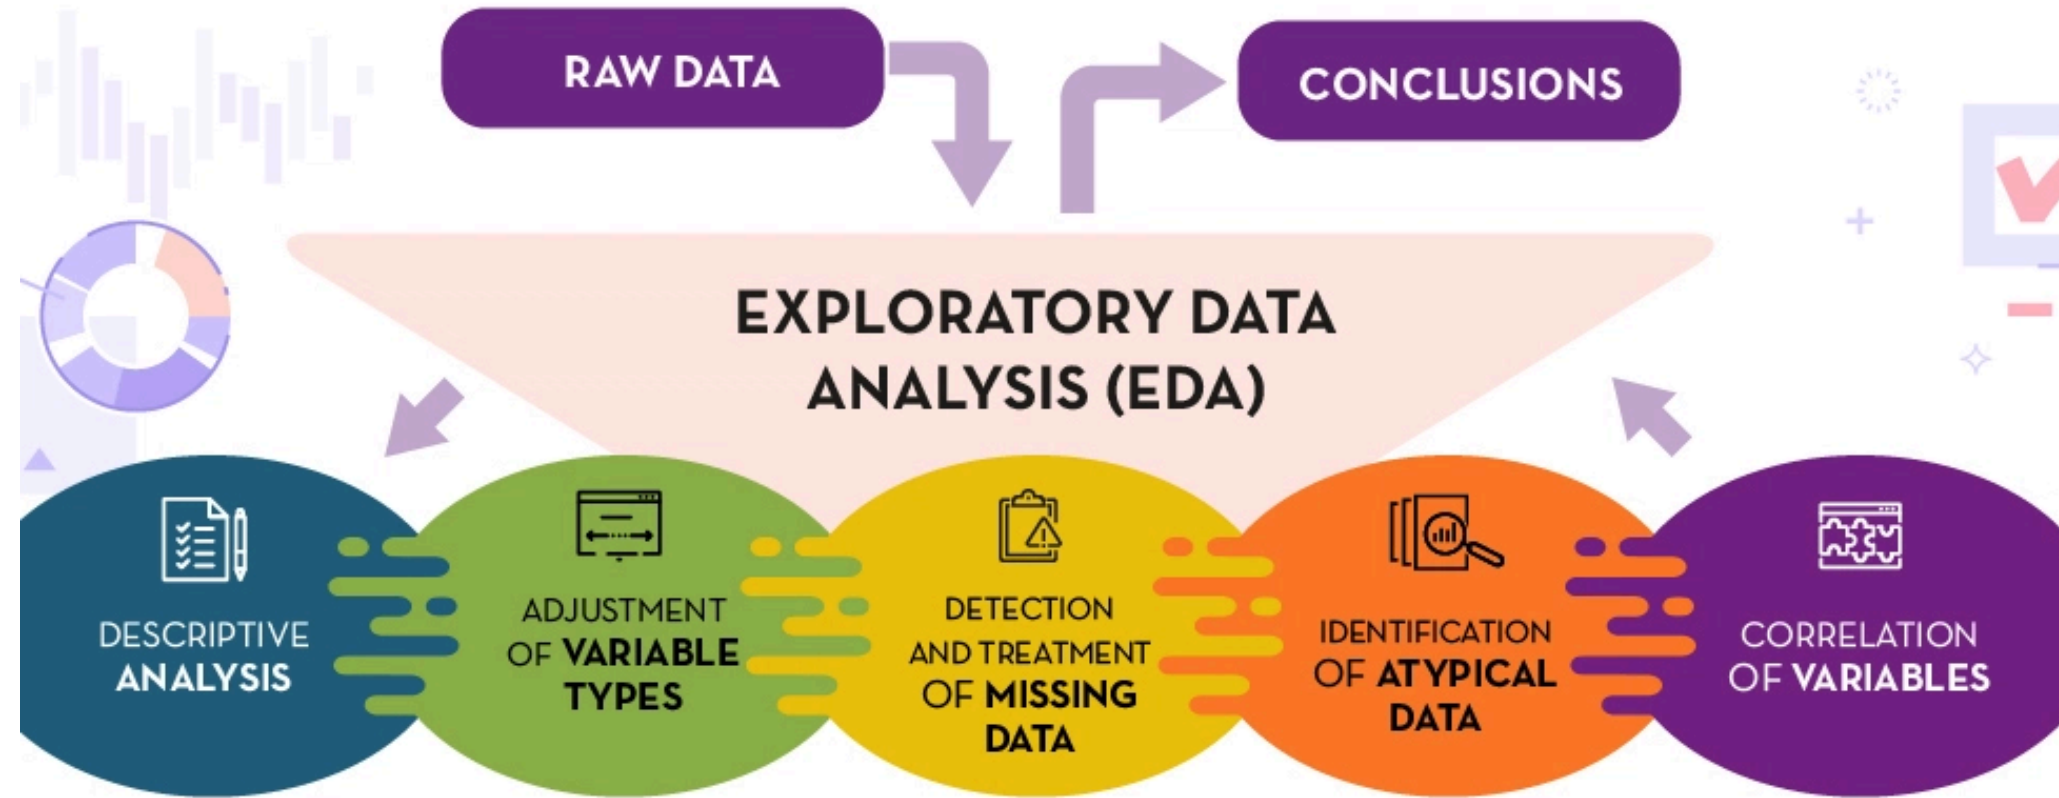 RAW DATA
CONCLUSIONS
EXPLORATORY DATA
ANALYSIS (EDA)
DESCRIPTIVE
ANALYSIS
ADJUSTMENT
OF VARIABLE
TYPES
DETECTION
AND TREATMENT
OF MISSING
DATA
IDENTIFICATION
OF ATYPICAL
DATA
CORRELATION
OF VARIABLES